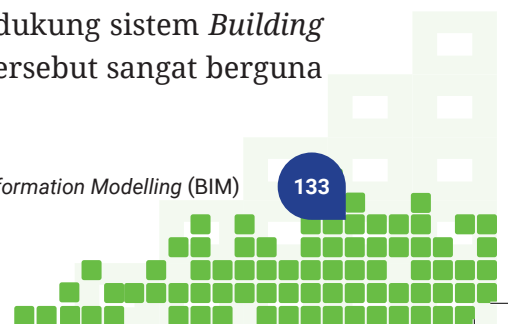 dukung sistem Building
ersebut sangat berguna
formation Modelling (BIM) 133